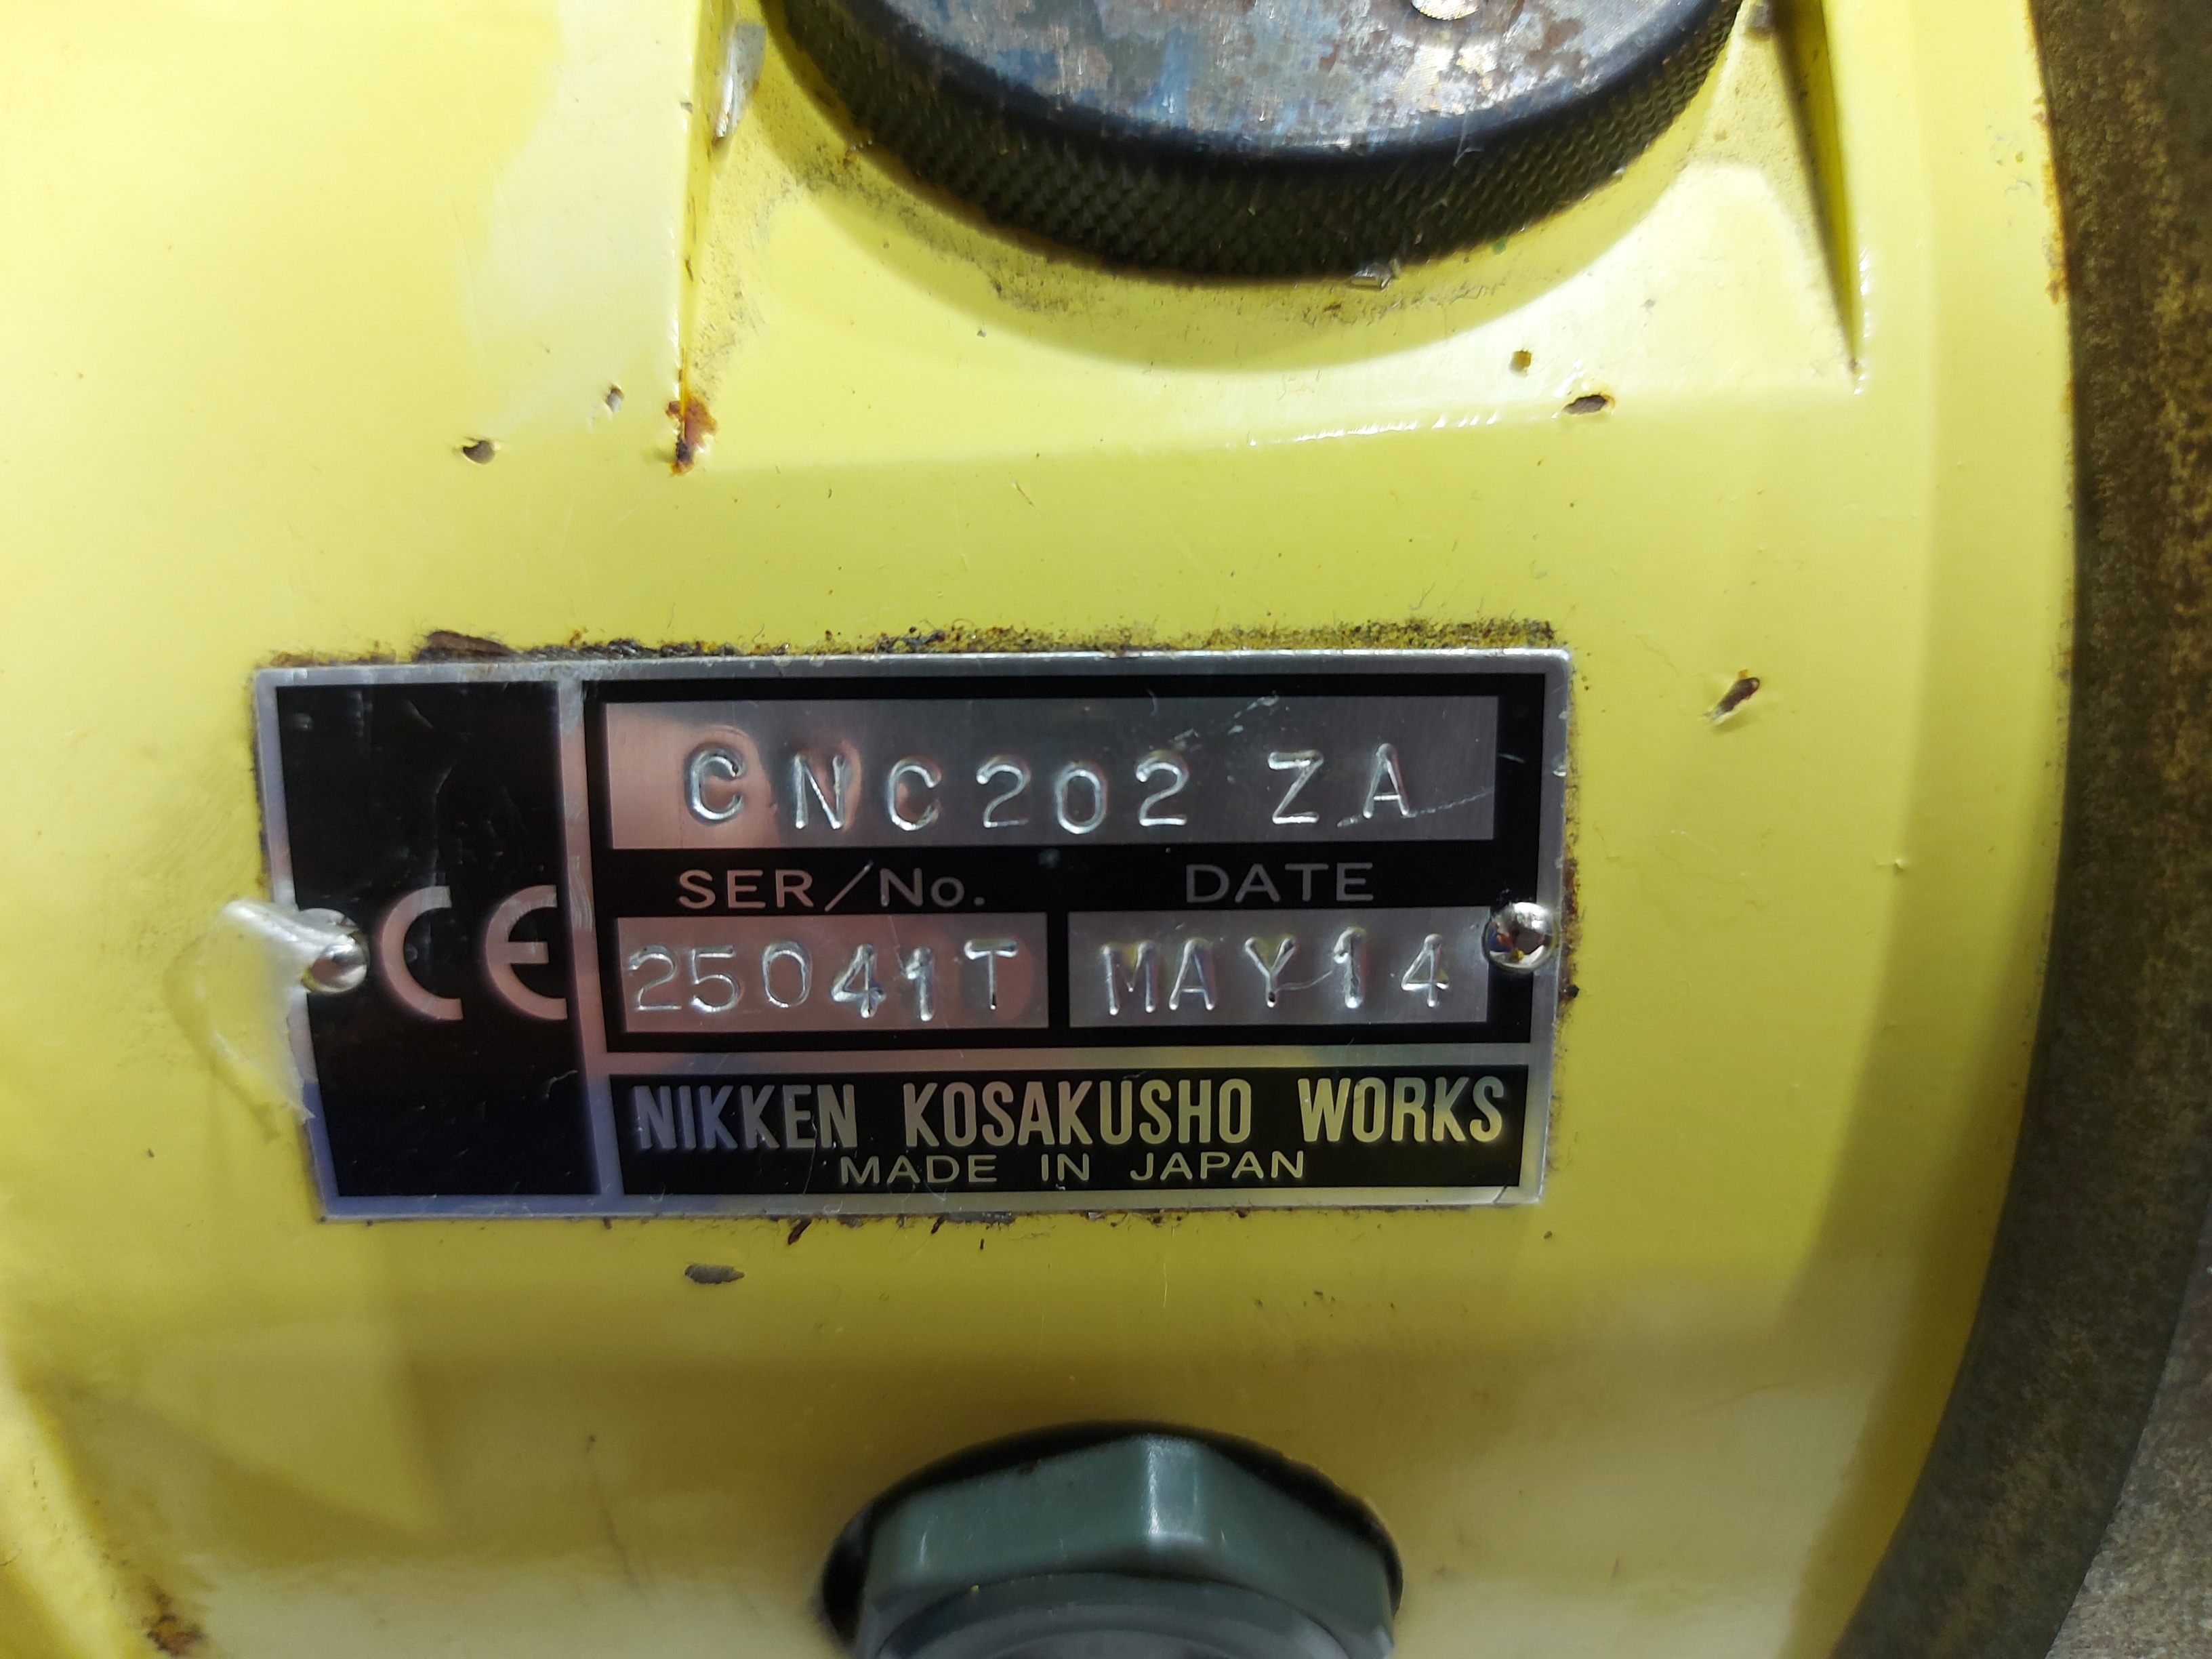 CNC202 ZA
SER/No. DATE
25041T MAY14
CE
NIKKEN KOSAKUSHO WORKS
MADE IN JAPAN